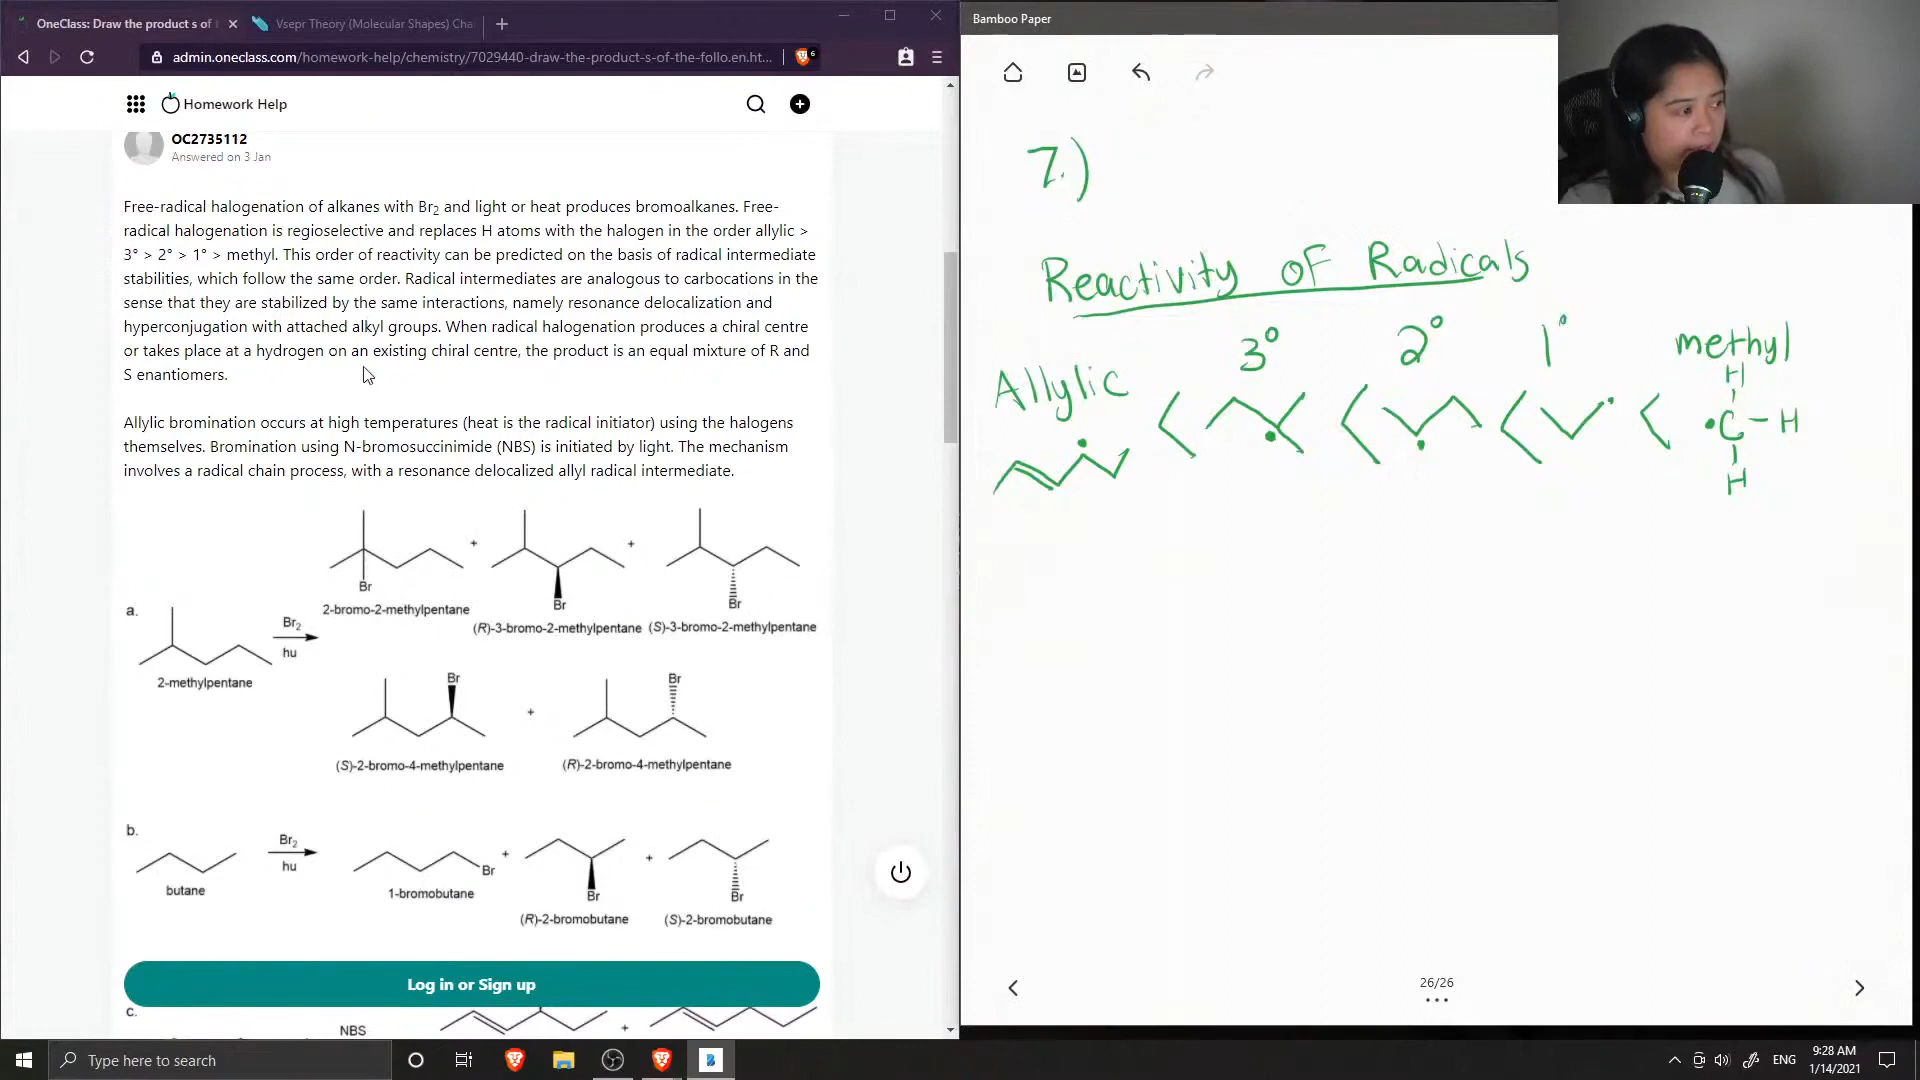 OneClass: Draw the product s of t
Vsepr Theory (Molecular Shapes) Cha
admin.oneclass.com/homework-help/chemistry/7029440-draw-the-product-s-of-the-follo.en.ht...
6
Homework Help
OC2735112
Answered on 3 Jan
Free-radical halogenation of alkanes with Br2 and light or heat produces bromoalkanes. Free-
radical halogenation is regioselective and replaces H atoms with the halogen in the order allylic >
3° > 2° > 1° > methyl. This order of reactivity can be predicted on the basis of radical intermediate
stabilities, which follow the same order. Radical intermediates are analogous to carbocations in the
sense that they are stabilized by the same interactions, namely resonance delocalization and
hyperconjugation with attached alkyl groups. When radical halogenation produces a chiral centre
or takes place at a hydrogen on an existing chiral centre, the product is an equal mixture of R and
S enantiomers.
Allylic bromination occurs at high temperatures (heat is the radical initiator) using the halogens
themselves. Bromination using N-bromosuccinimide (NBS) is initiated by light. The mechanism
involves a radical chain process, with a resonance delocalized allyl radical intermediate.
+ +
Br Br Br
2-bromo-2-methylpentane
(R)-3-bromo-2-methylpentane (S)-3-bromo-2-methylpentane
a.
Br2
hu
2-methylpentane
Br Br
+
(S)-2-bromo-4-methylpentane (R)-2-bromo-4-methylpentane
b.
Br2
hu
butane
+ +
Br
1-bromobutane
Br Br
(R)-2-bromobutane (S)-2-bromobutane
Log in or Sign up
c.
NBS
+
Bamboo Paper
7.)
Reactivity of Radicals
Allylic < 3° < 2° < 1° < methyl
H
•C-H
H
26/26
Type here to search
ENG
9:28 AM
1/14/2021